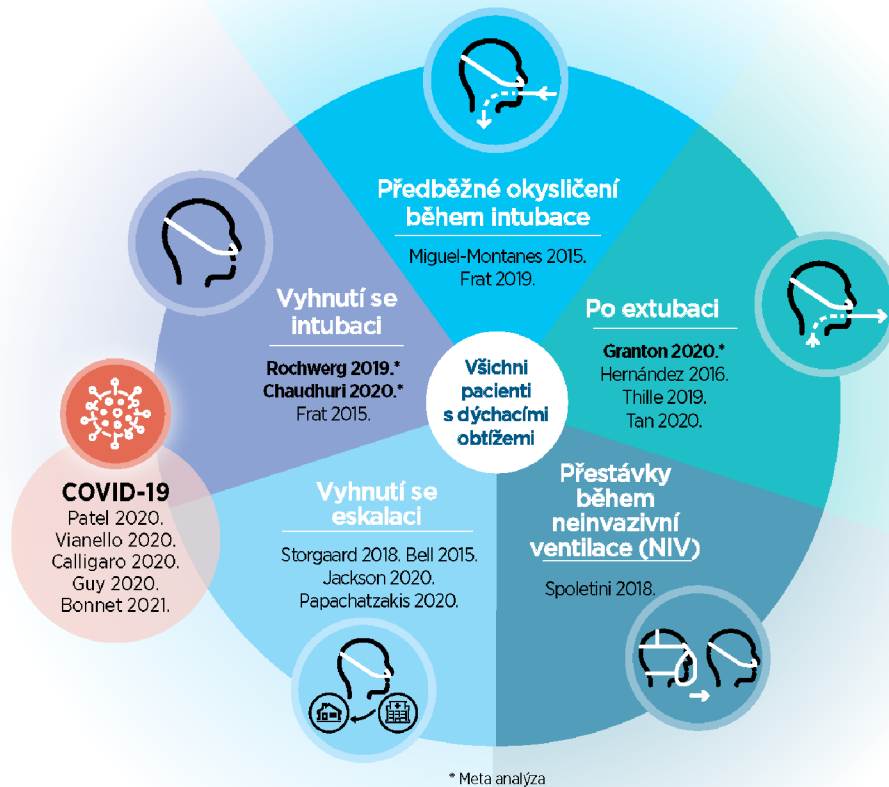 Předběžné okysličení
během intubace
Miguel-Montanes 2015.
Frat 2019.
Vyhnutí se
intubaci
Rochwerg 2019.*
Chaudhuri 2020.*
Frat 2015.
Po extubaci
Granton 2020.*
Hernández 2016.
Thille 2019.
Tan 2020.
Všichni
pacienti
s dýchacími
obtížemi
COVID-19
Patel 2020.
Vianello 2020.
Calligaro 2020.
Guy 2020.
Bonnet 2021.
Vyhnutí se
eskalaci
Storgaard 2018. Bell 2015.
Jackson 2020.
Papachatzakis 2020.
Přestávky
během
neinvazivní
ventilace (NIV)
Spoletini 2018.
* Meta analýza